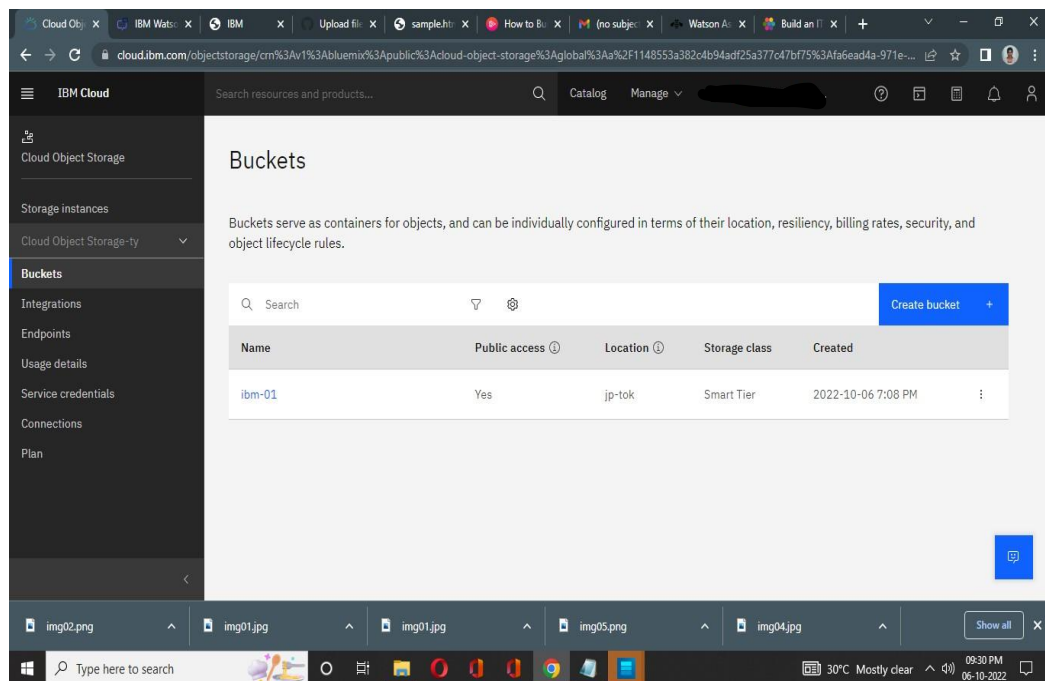 Cloud Obj
IBM Watso
IBM
Upload file
sample.htm
How to Bu
(no subjec
Watson As
Build an IT
cloud.ibm.com/objectstorage/crn%3Av1%3Abluemix%3Apublic%3Acloud-object-storage%3Aglobal%3Aa%2F1148553a382c4b94adf25a377c47bf75%3Afa6ead4a-971e-...
IBM Cloud
Search resources and products...
Catalog
Manage
Cloud Object Storage
Storage instances
Cloud Object Storage-ty
Buckets
Integrations
Endpoints
Usage details
Service credentials
Connections
Plan
Buckets
Buckets serve as containers for objects, and can be individually configured in terms of their location, resiliency, billing rates, security, and
object lifecycle rules.
Search
Create bucket +
Name Public access Location Storage class Created
ibm-01 Yes jp-tok Smart Tier 2022-10-06 7:08 PM
img02.png
img01.jpg
img01.jpg
img05.png
img04.jpg
Show all
Type here to search
30°C Mostly clear
09:30 PM
06-10-2022